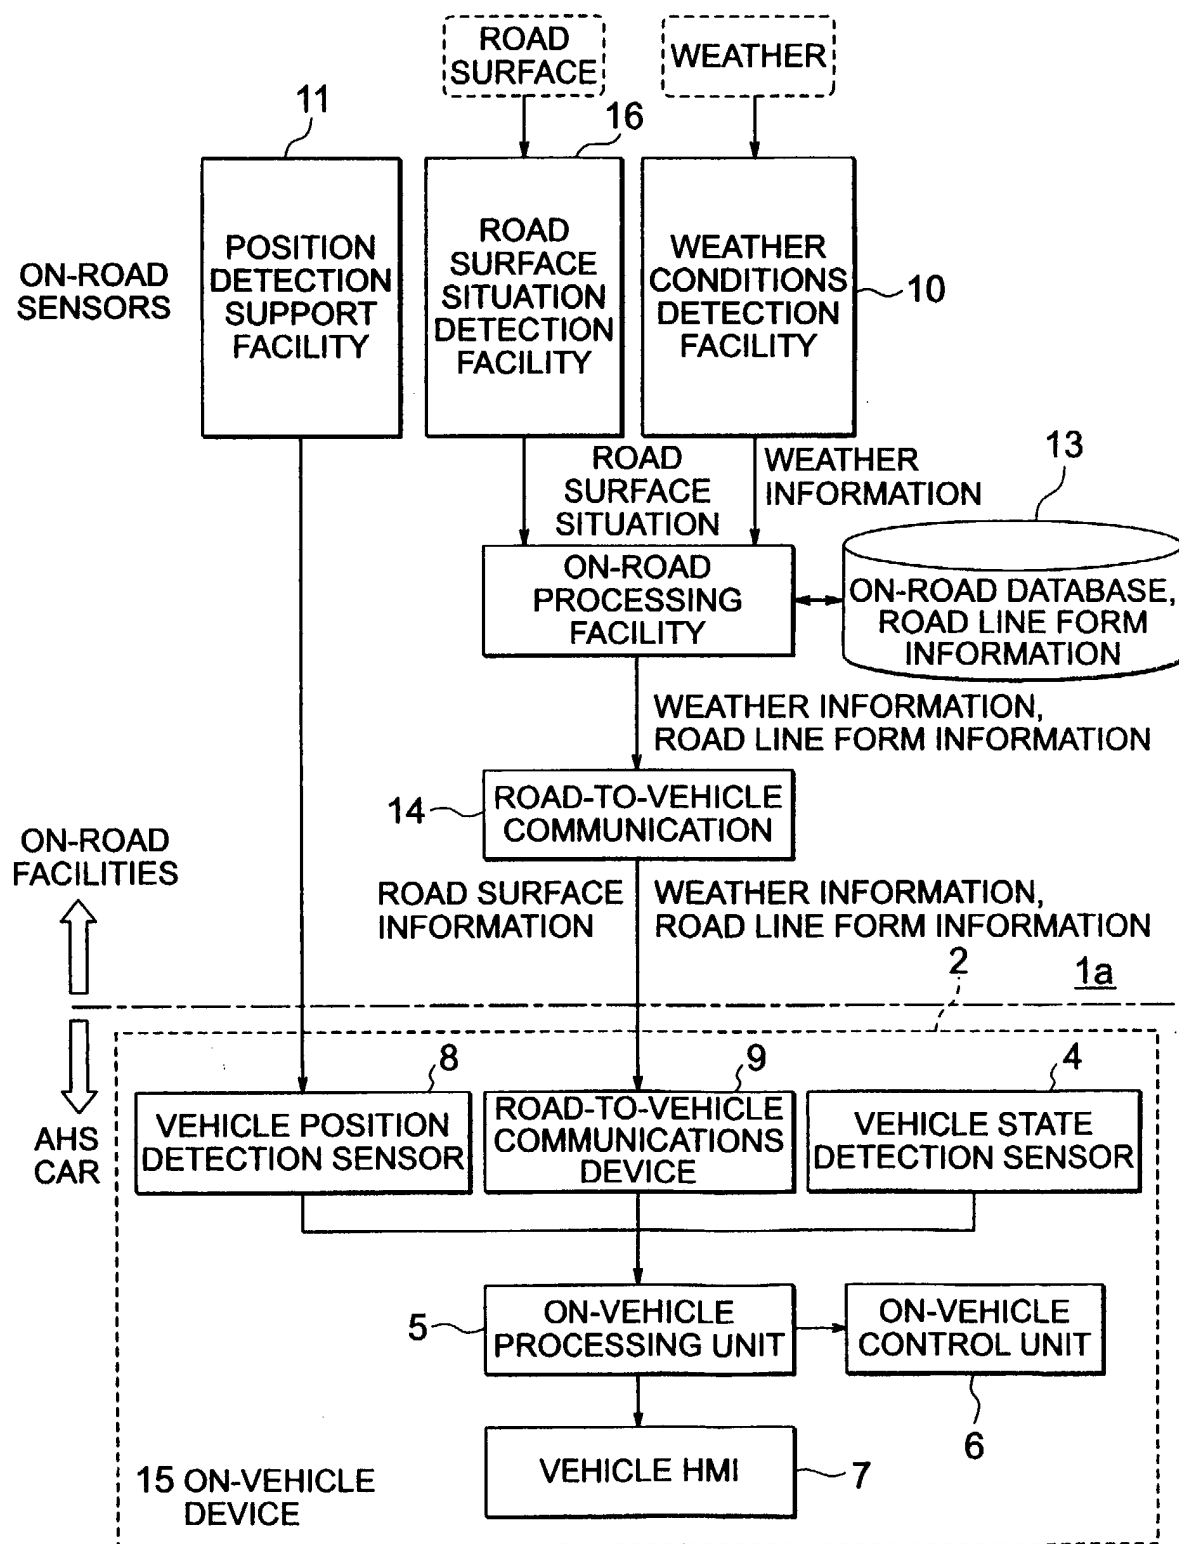 ROAD
SURFACE
WEATHER
11
16
ON-ROAD
SENSORS
POSITION
DETECTION
SUPPORT
FACILITY
ROAD
SURFACE
SITUATION
DETECTION
FACILITY
WEATHER
CONDITIONS
DETECTION
FACILITY
10
ROAD
SURFACE
SITUATION
WEATHER
INFORMATION
13
ON-ROAD
PROCESSING
FACILITY
ON-ROAD DATABASE,
ROAD LINE FORM
INFORMATION
WEATHER INFORMATION,
ROAD LINE FORM INFORMATION
14
ROAD-TO-VEHICLE
COMMUNICATION
ON-ROAD
FACILITIES
ROAD SURFACE
INFORMATION
WEATHER INFORMATION,
ROAD LINE FORM INFORMATION
2
1a
AHS
CAR
8
9
4
VEHICLE POSITION
DETECTION SENSOR
ROAD-TO-VEHICLE
COMMUNICATIONS
DEVICE
VEHICLE STATE
DETECTION SENSOR
5
ON-VEHICLE
PROCESSING UNIT
ON-VEHICLE
CONTROL UNIT
6
VEHICLE HMI
7
15 ON-VEHICLE
DEVICE